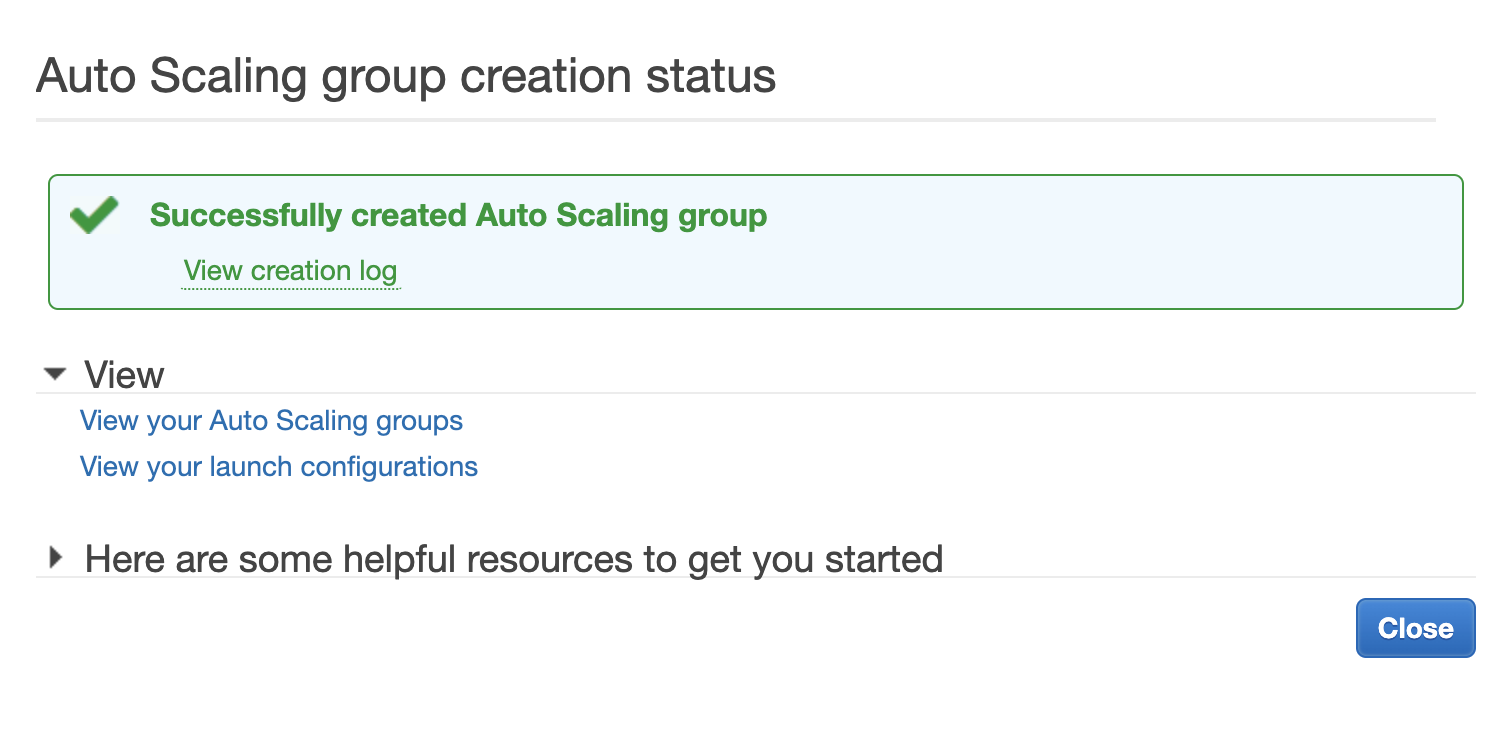 Auto Scaling group creation status
Successfully created Auto Scaling group
View creation log
View
View your Auto Scaling groups
View your launch configurations
Here are some helpful resources to get you started
Close